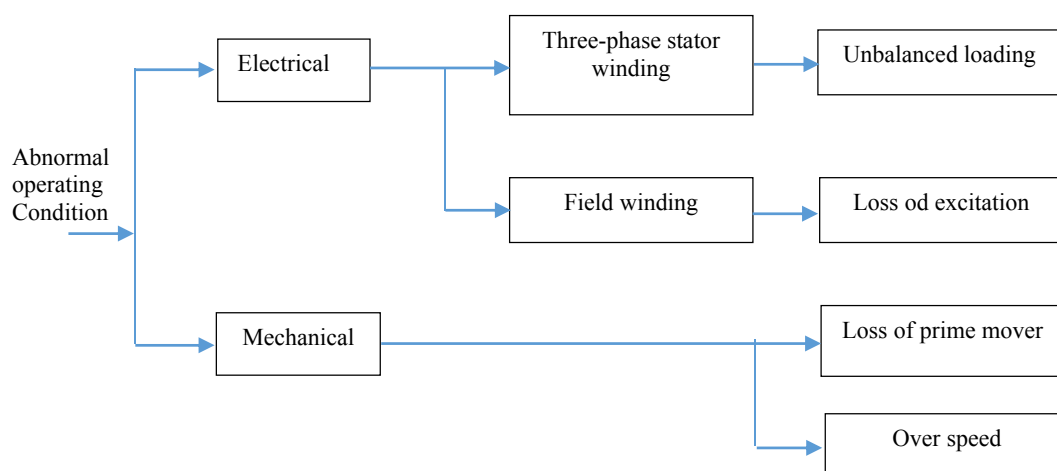 Abnormal
operating
Condition
Electrical
Three-phase stator
winding
Unbalanced loading
Field winding
Loss od excitation
Mechanical
Loss of prime mover
Over speed